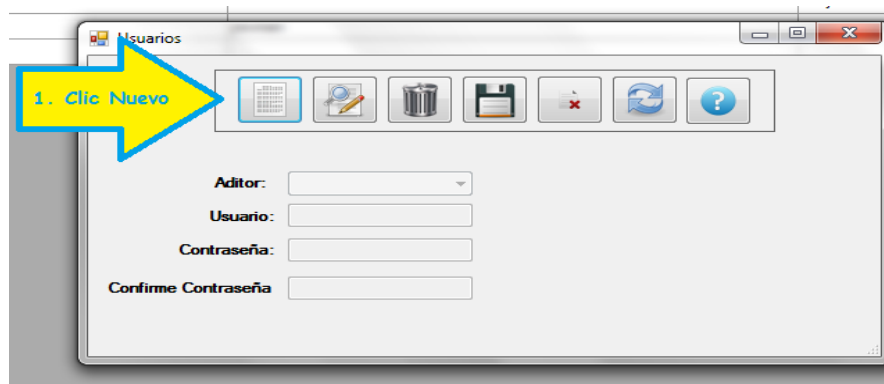 Usuarios
1. Clic Nuevo
?
Aditor:
Usuario:
Contraseña:
Confirme Contraseña